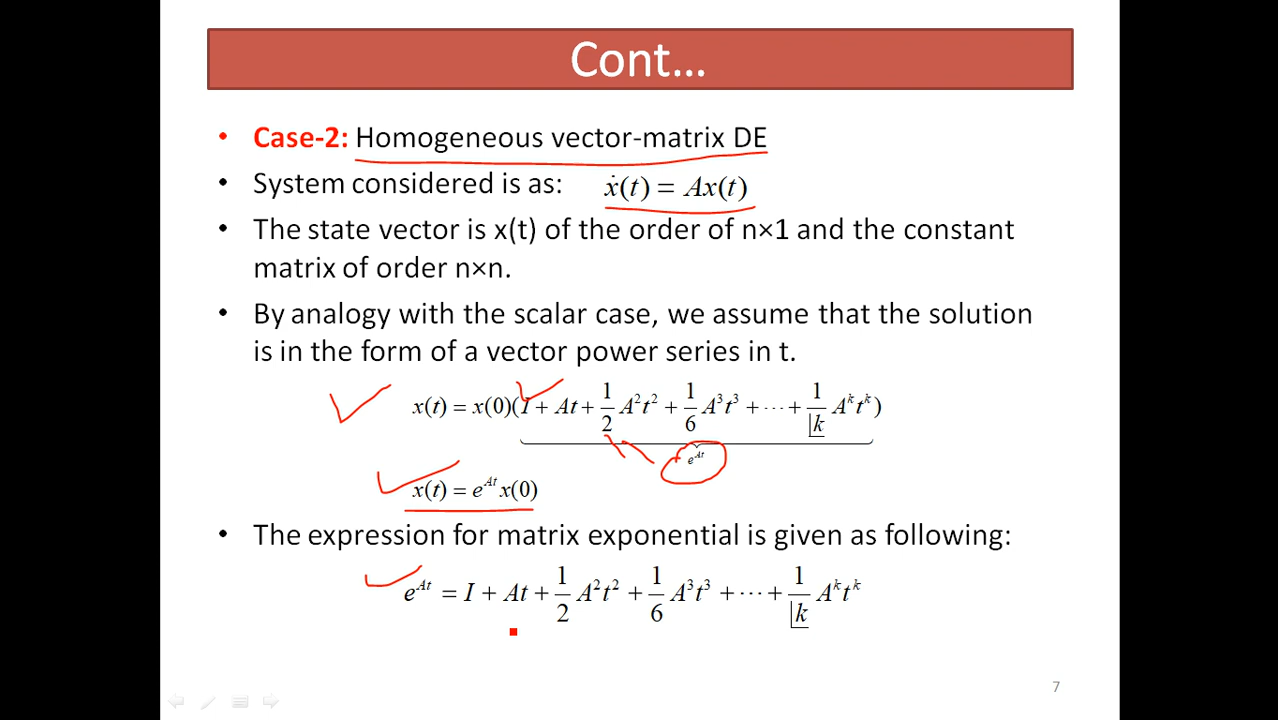 Cont...
• Case-2: Homogeneous vector-matrix DE
• System considered is as: ẋ(t) = Ax(t)
• The state vector is x(t) of the order of n×1 and the constant
matrix of order n×n.
• By analogy with the scalar case, we assume that the solution
is in the form of a vector power series in t.
x(t) = x(0)(I + At + 1/2 A²t² + 1/6 A³t³ + ··· + 1/⌊k A^k t^k)
e^{At}
x(t) = e^{At} x(0)
• The expression for matrix exponential is given as following:
e^{At} = I + At + 1/2 A²t² + 1/6 A³t³ + ··· + 1/⌊k A^k t^k
7